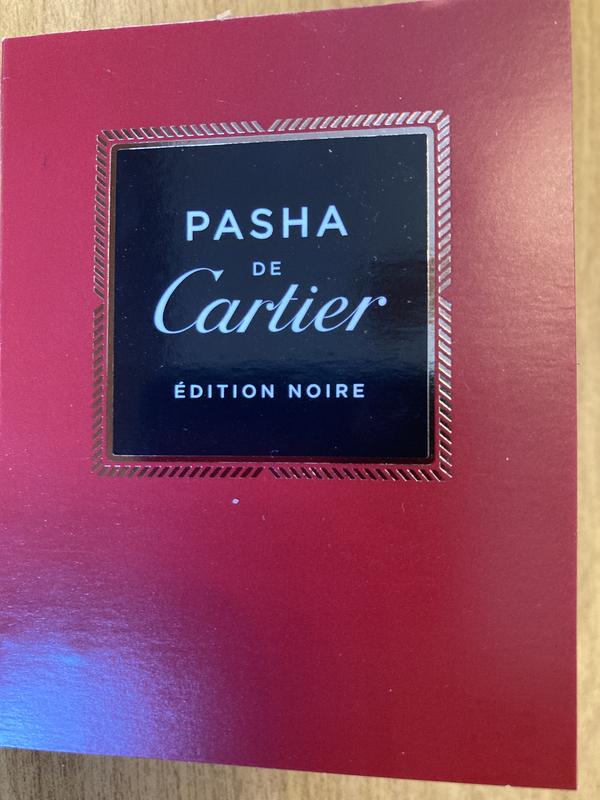 PASHA
DE
Cartier
ÉDITION NOIRE